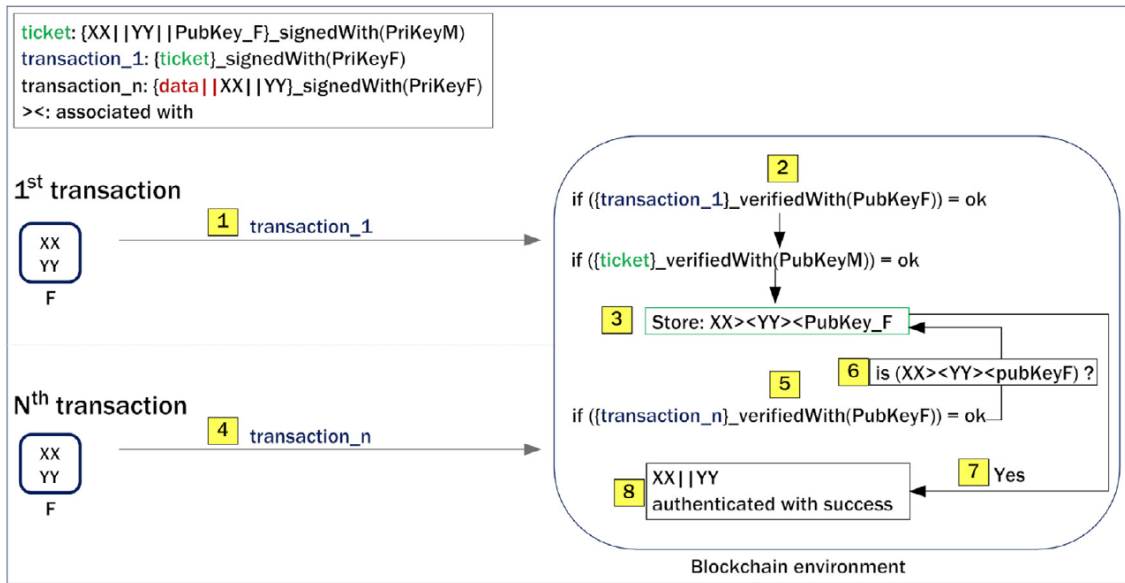 ticket: {XX||YY||PubKey_F}_signedWith(PriKeyM)
transaction_1: {ticket}_signedWith(PriKeyF)
transaction_n: {data||XX||YY}_signedWith(PriKeyF)
><: associated with
1st transaction
XX
YY
F
1
transaction_1
2
if ({transaction_1}_verifiedWith(PubKeyF)) = ok
if ({ticket}_verifiedWith(PubKeyM)) = ok
3
Store: XX><YY><PubKey_F
6
is (XX><YY><pubKeyF) ?
Nth transaction
XX
YY
F
4
transaction_n
5
if ({transaction_n}_verifiedWith(PubKeyF)) = ok
7
Yes
8
XX||YY
authenticated with success
Blockchain environment